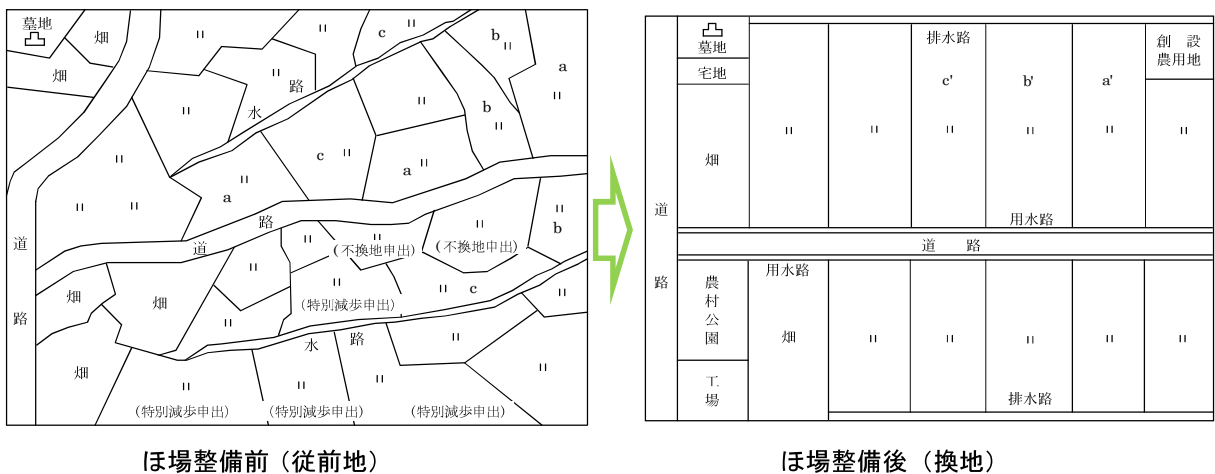 墓地
畑
〃
〃
c
〃
b
〃
畑
〃
路
a
〃
〃
水
〃
b
〃
〃
c
〃
〃
a
〃
〃
a
〃
〃
道
路
道
路
〃
(不換地申出)
〃
(不換地申出)
〃
b
〃
〃
(特別減歩申出)
〃
c
〃
畑
畑
〃
水
路
〃
〃
畑
〃
(特別減歩申出)
〃
(特別減歩申出)
〃
(特別減歩申出)
ほ場整備前(従前地)
墓地
宅地
畑
〃
〃
排水路
c'
〃
b'
〃
a'
〃
創 設
農用地
〃
用水路
道
路
道 路
農村公園
工場
用水路
畑
〃
〃
〃
〃
〃
排水路
ほ場整備後(換地)